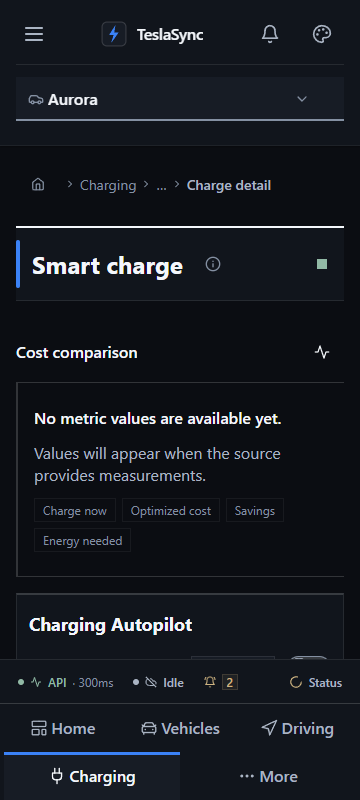 TeslaSync
Aurora
Charging ... Charge detail
Smart charge
Cost comparison
No metric values are available yet.
Values will appear when the source
provides measurements.
Charge now Optimized cost Savings
Energy needed
Charging Autopilot
API · 300ms Idle 2 Status
Home Vehicles Driving
Charging More